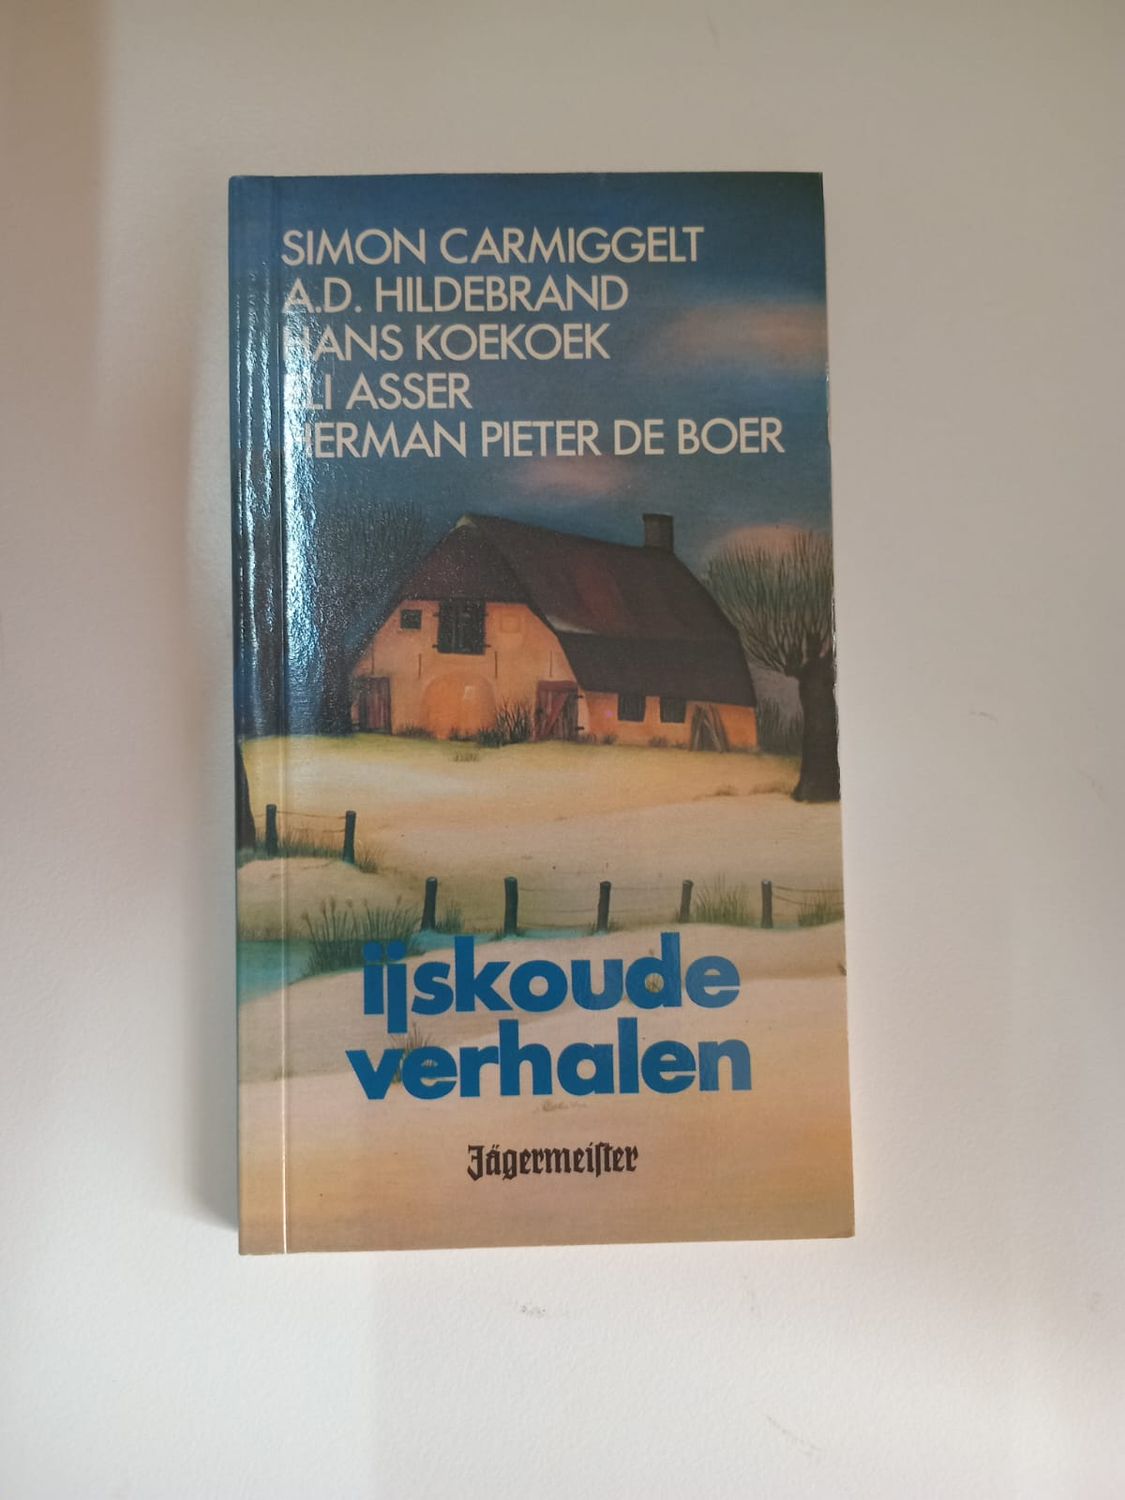 SIMON CARMIGGELT
A.D. HILDEBRAND
HANS KOEKOEK
ELI ASSER
HERMAN PIETER DE BOER
ijskoude
verhalen
Jägermeiſter